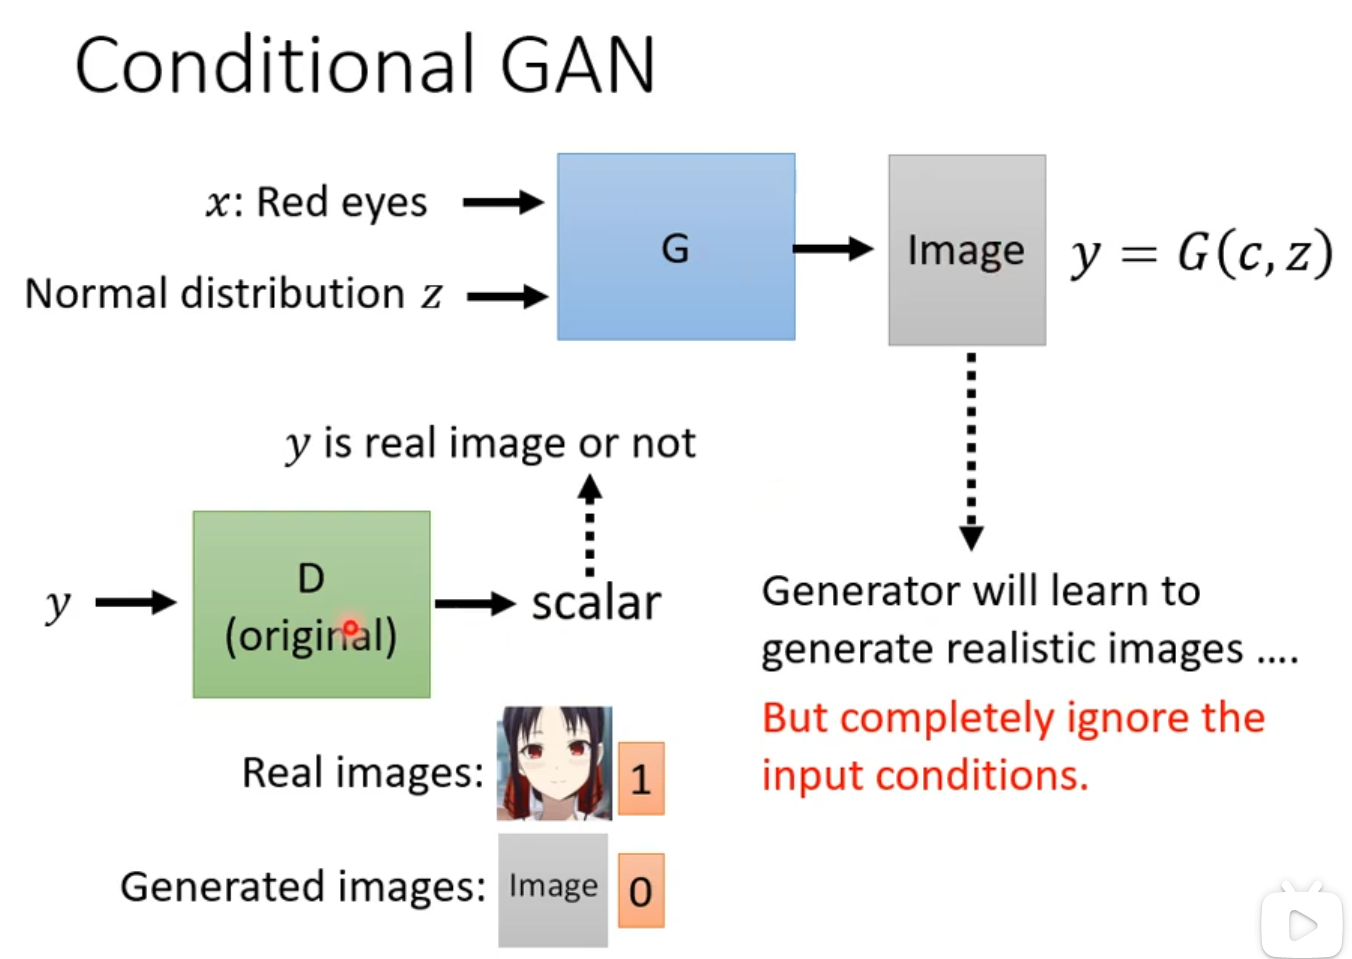 Conditional GAN
x: Red eyes
Normal distribution z
G
Image
y = G(c, z)
y is real image or not
y
D
(original)
scalar
Generator will learn to
generate realistic images ....
But completely ignore the
input conditions.
Real images:
1
Generated images:
Image
0